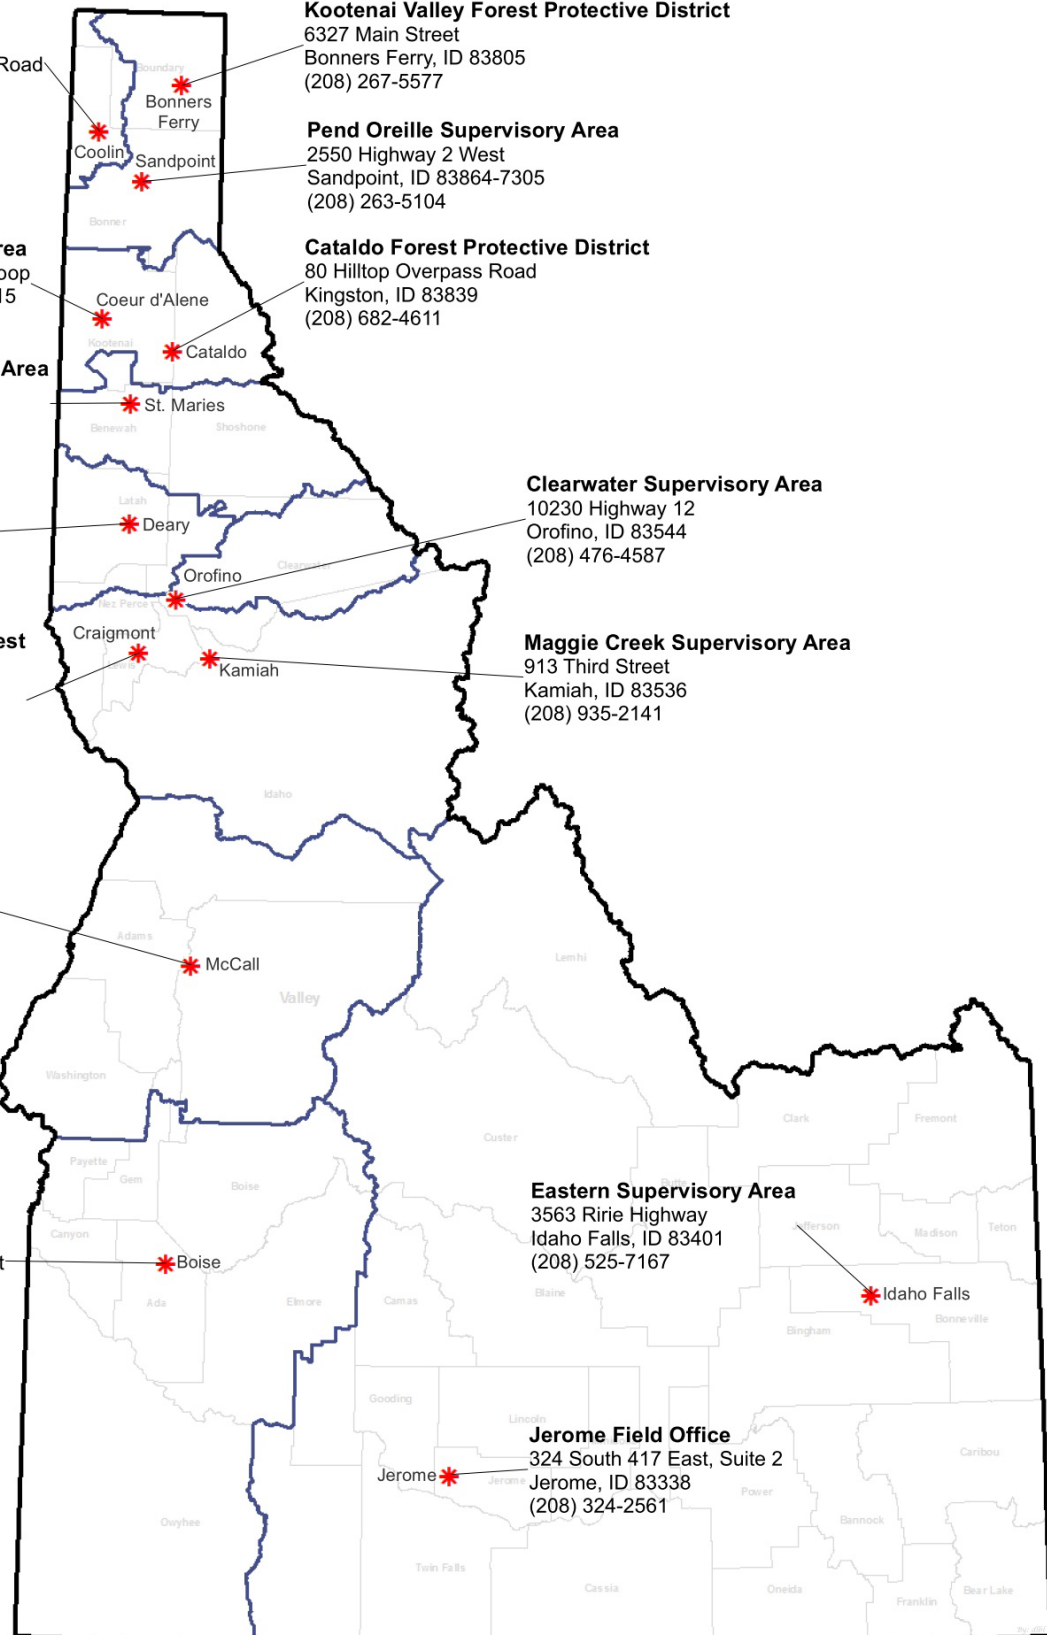 Kootenai Valley Forest Protective District
6327 Main Street
Bonners Ferry, ID 83805
(208) 267-5577
Road
Boundary
Bonners
Ferry
Coolin
Sandpoint
Pend Oreille Supervisory Area
2550 Highway 2 West
Sandpoint, ID 83864-7305
(208) 263-5104
Bonner
rea
oop
15
Cataldo Forest Protective District
80 Hilltop Overpass Road
Kingston, ID 83839
(208) 682-4611
Coeur d'Alene
Kootenai
Cataldo
Area
St. Maries
Benewah
Shoshone
Latah
Deary
Clearwater Supervisory Area
10230 Highway 12
Orofino, ID 83544
(208) 476-4587
Orofino
Clearwater
Nez Perce
est
Craigmont
Lewis
Kamiah
Maggie Creek Supervisory Area
913 Third Street
Kamiah, ID 83536
(208) 935-2141
Idaho
Adams
McCall
Lemhi
Valley
Washington
Custer
Clark
Fremont
Payette
Gem
Boise
Butte
Eastern Supervisory Area
3563 Ririe Highway
Idaho Falls, ID 83401
(208) 525-7167
Jefferson
Madison
Teton
Canyon
t
Boise
Ada
Elmore
Camas
Blaine
Idaho Falls
Bonneville
Bingham
Gooding
Lincoln
Jerome Field Office
324 South 417 East, Suite 2
Jerome, ID 83338
(208) 324-2561
Jerome
Jerome
Caribou
Power
Bannock
Owyhee
Twin Falls
Cassia
Oneida
Franklin
Bear Lake